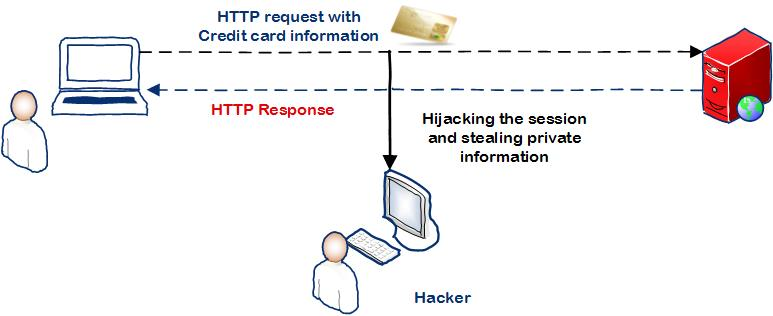 HTTP request with
Credit card information
HTTP Response
Hijacking the session
and stealing private
information
Hacker